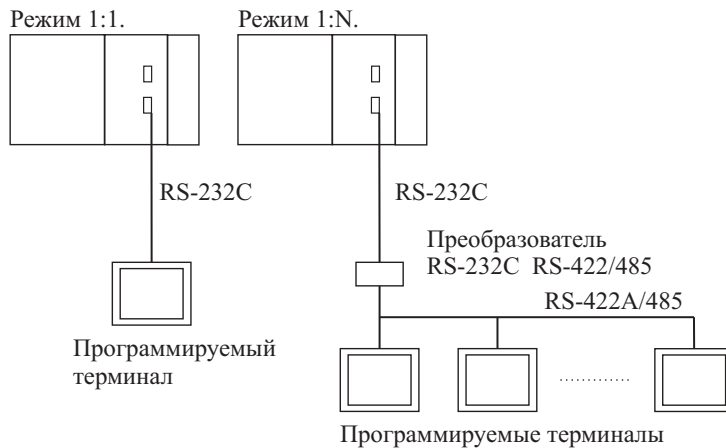 Режим 1:1.
Режим 1:N.
RS-232C
RS-232C
Преобразователь
RS-232C RS-422/485
RS-422A/485
Программируемый
терминал
Программируемые терминалы